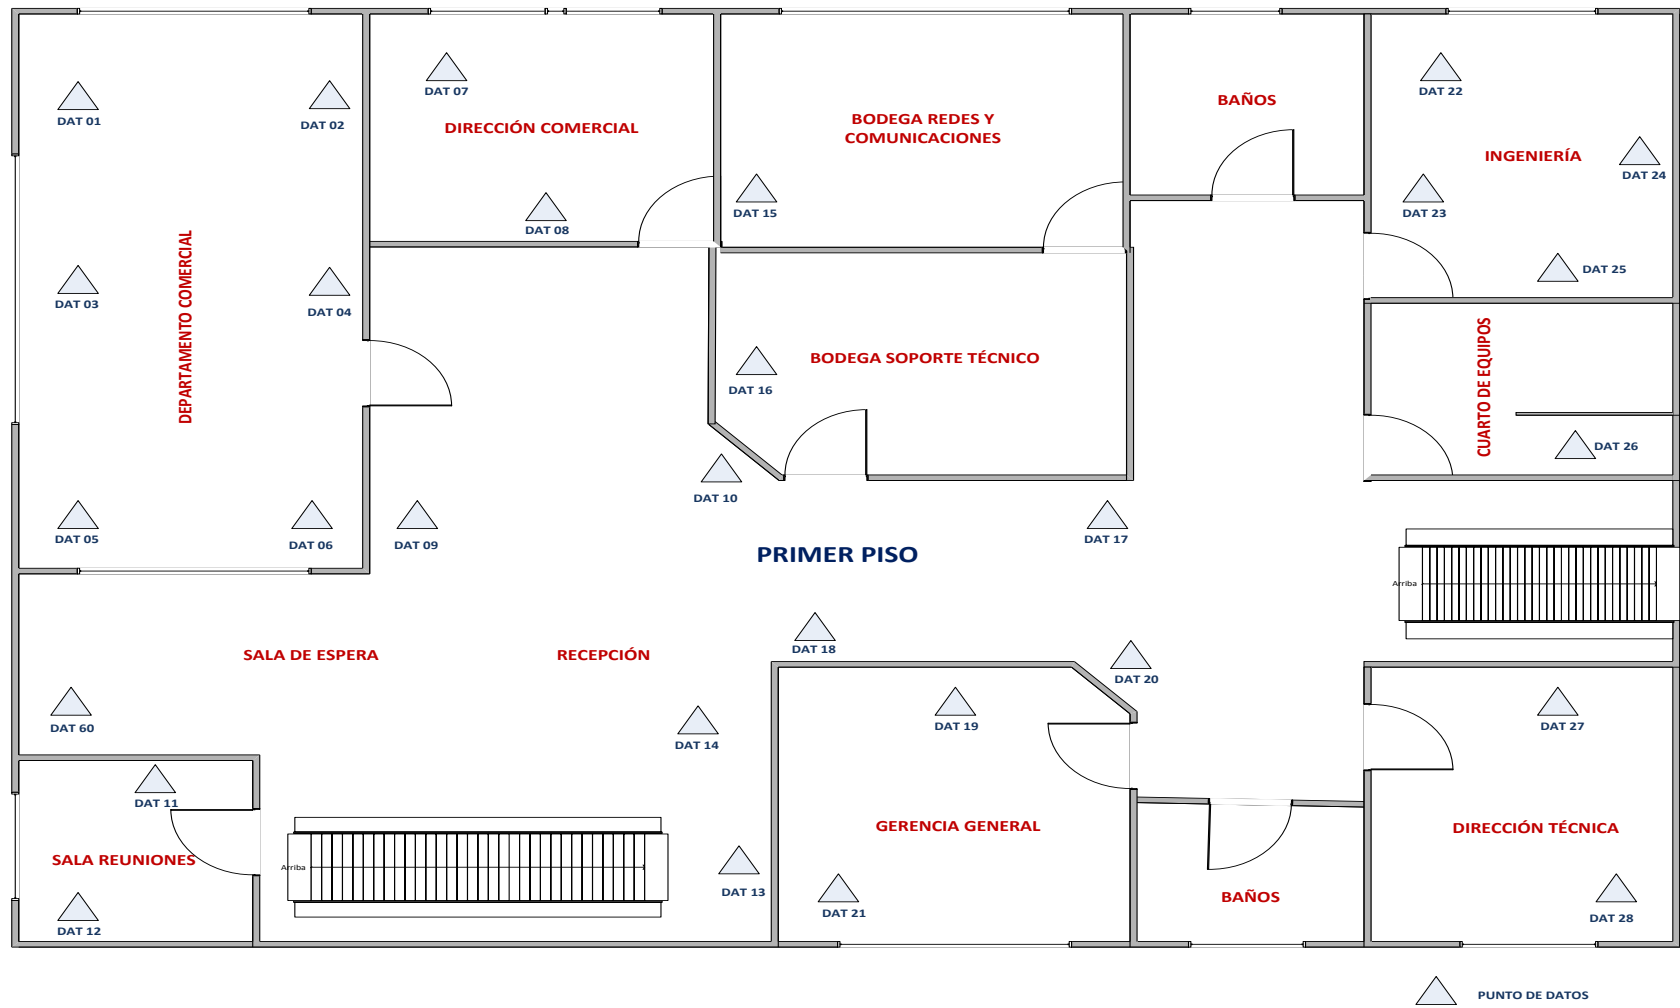 DAT 07
DAT 01
DAT 02
DIRECCIÓN COMERCIAL
BODEGA REDES Y
COMUNICACIONES
BAÑOS
DAT 22
INGENIERÍA
DAT 24
DAT 15
DAT 23
DAT 08
DEPARTAMENTO COMERCIAL
DAT 03
DAT 04
DAT 25
BODEGA SOPORTE TÉCNICO
DAT 16
CUARTO DE EQUIPOS
DAT 26
DAT 10
DAT 05
DAT 06
DAT 09
DAT 17
PRIMER PISO
Arriba
SALA DE ESPERA
RECEPCIÓN
DAT 18
DAT 20
DAT 60
DAT 14
DAT 19
DAT 27
DAT 11
GERENCIA GENERAL
DIRECCIÓN TÉCNICA
SALA REUNIONES
Arriba
DAT 13
BAÑOS
DAT 12
DAT 21
DAT 28
PUNTO DE DATOS